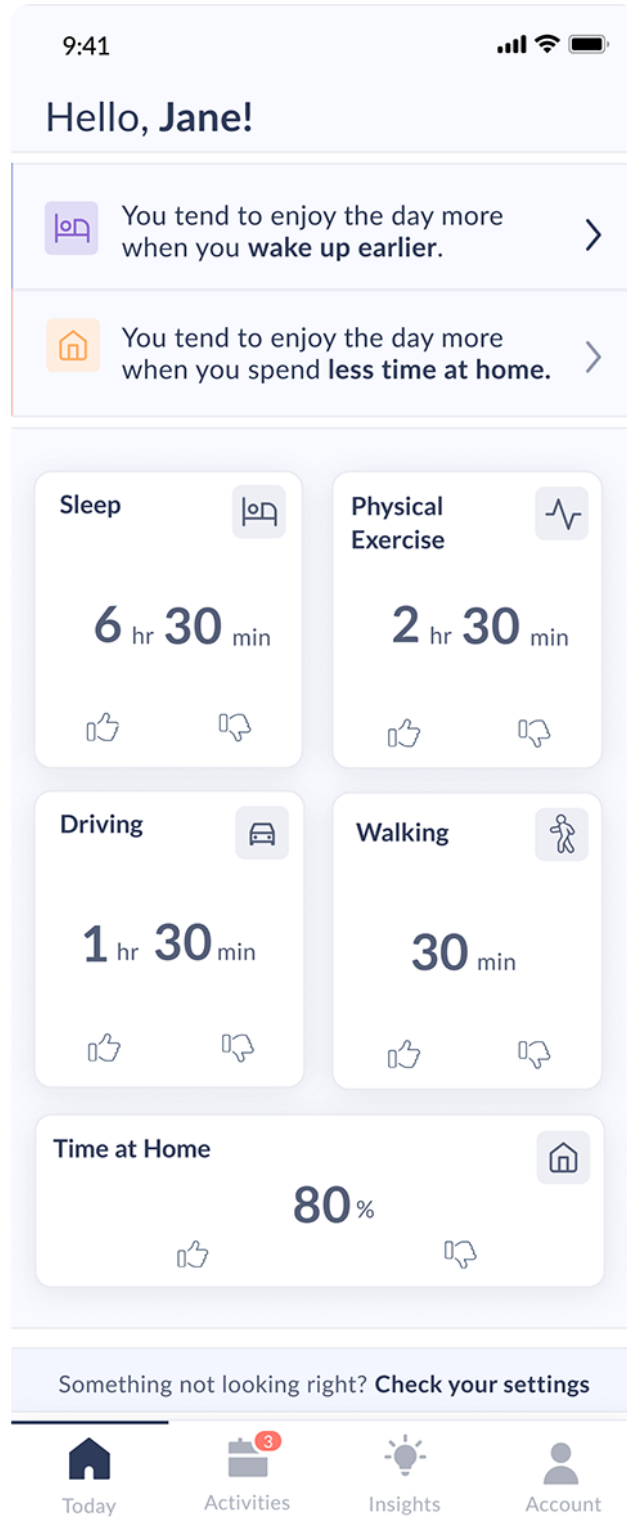 9:41
Hello, Jane!
You tend to enjoy the day more
when you wake up earlier.
You tend to enjoy the day more
when you spend less time at home.
Sleep
6 hr 30 min
Physical
Exercise
2 hr 30 min
Driving
1 hr 30 min
Walking
30 min
Time at Home
80 %
Something not looking right? Check your settings
3
Today
Activities
Insights
Account